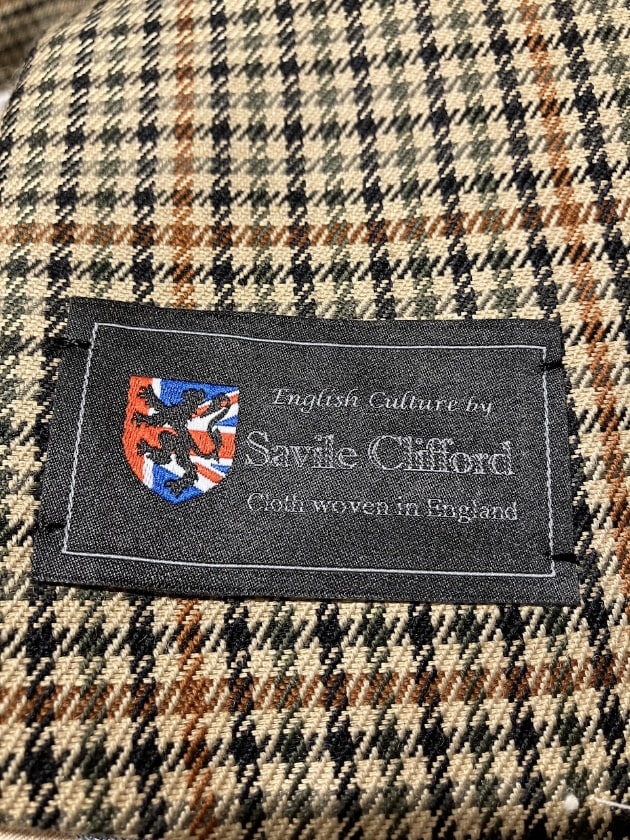 English Culture by
Savile Clifford
Cloth woven in England